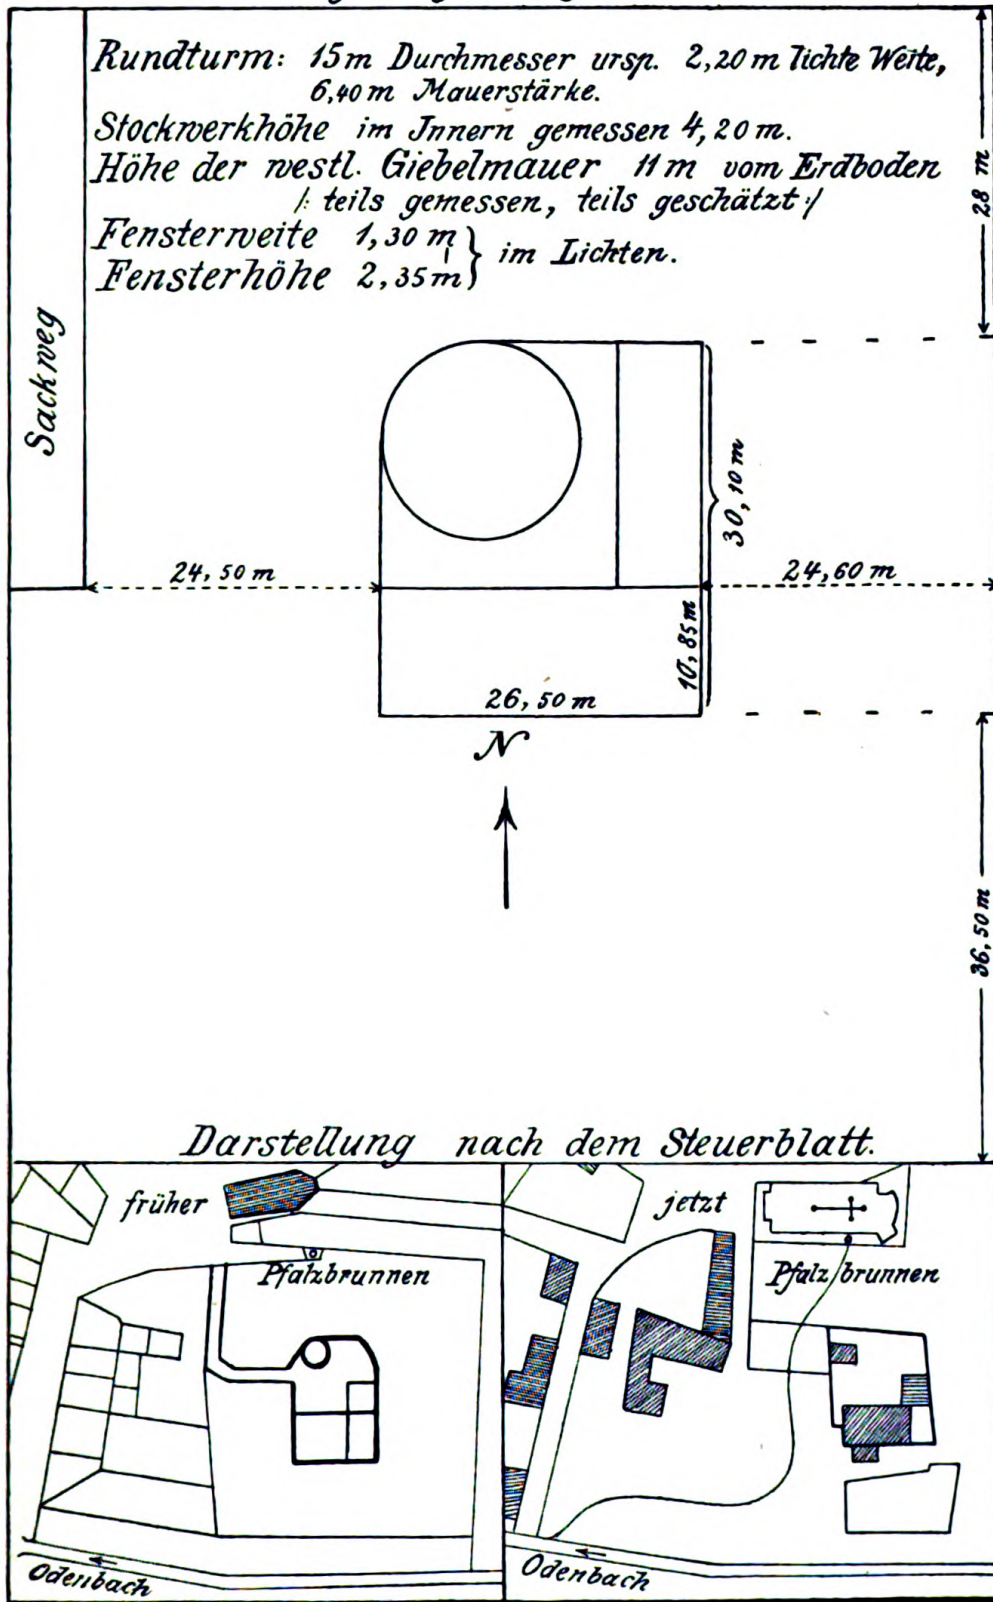 Rundturm: 15 m Durchmesser ursp. 2,20 m lichte Weite,
6,40 m Mauerstärke.
Stockwerkhöhe im Innern gemessen 4,20 m.
Höhe der westl. Giebelmauer 11 m vom Erdboden
/: teils gemessen, teils geschätzt :/
Fensterweite 1,30 m
Fensterhöhe 2,35 m } im Lichten.
28 m
Sackweg
30,10 m
24,50 m
24,60 m
10,85 m
26,50 m
N
36,50 m
Darstellung nach dem Steuerblatt.
früher
Pfalzbrunnen
Odenbach
jetzt
Pfalzbrunnen
Odenbach